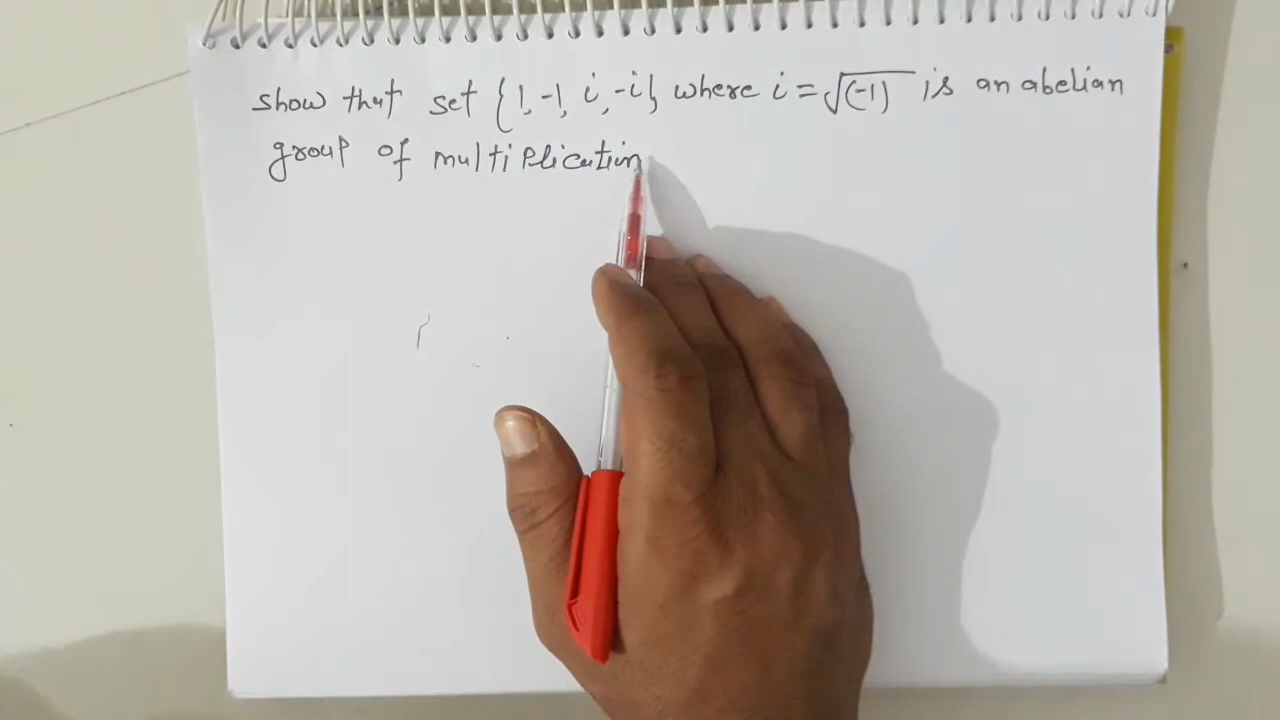 show that set {1, -1, i, -i} where i = √(-1) is an abelian
group of multiplication